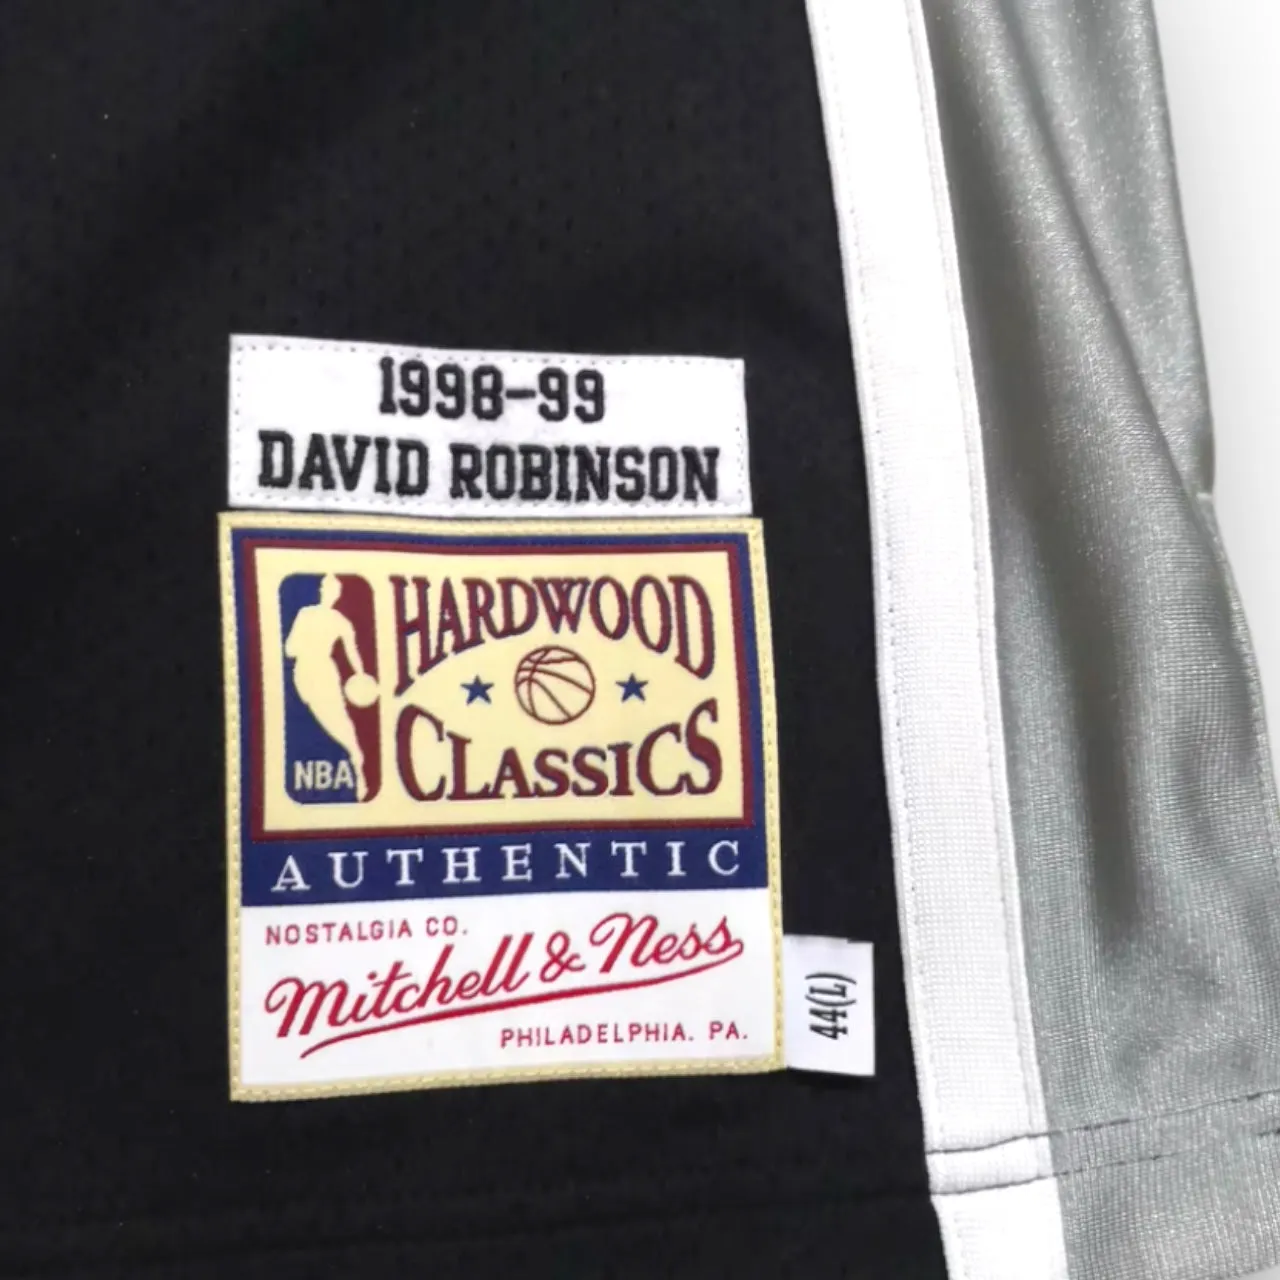 1998-99
DAVID ROBINSON
HARDWOOD
CLASSICS
NBA
AUTHENTIC
NOSTALGIA CO.
Mitchell & Ness
PHILADELPHIA. PA.
44(L)